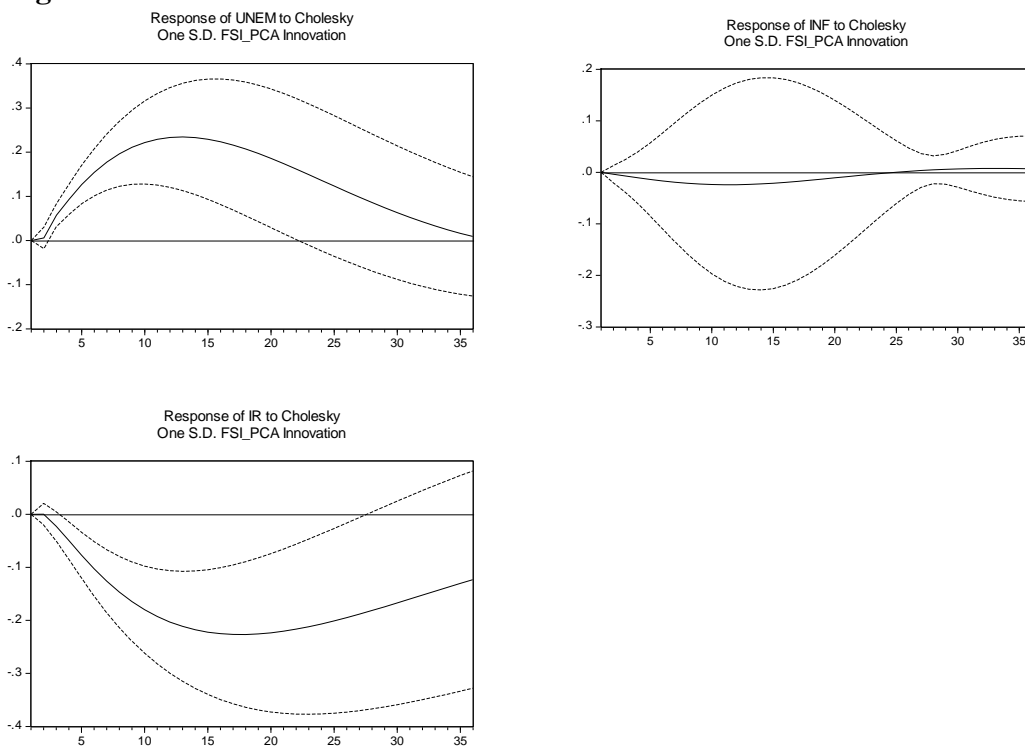 Response of UNEM to Cholesky
One S.D. FSI_PCA Innovation
.4
.3
.2
.1
.0
-.1
-.2
5 10 15 20 25 30 35
Response of INF to Cholesky
One S.D. FSI_PCA Innovation
.2
.1
.0
-.1
-.2
-.3
5 10 15 20 25 30 35
Response of IR to Cholesky
One S.D. FSI_PCA Innovation
.1
.0
-.1
-.2
-.3
-.4
5 10 15 20 25 30 35